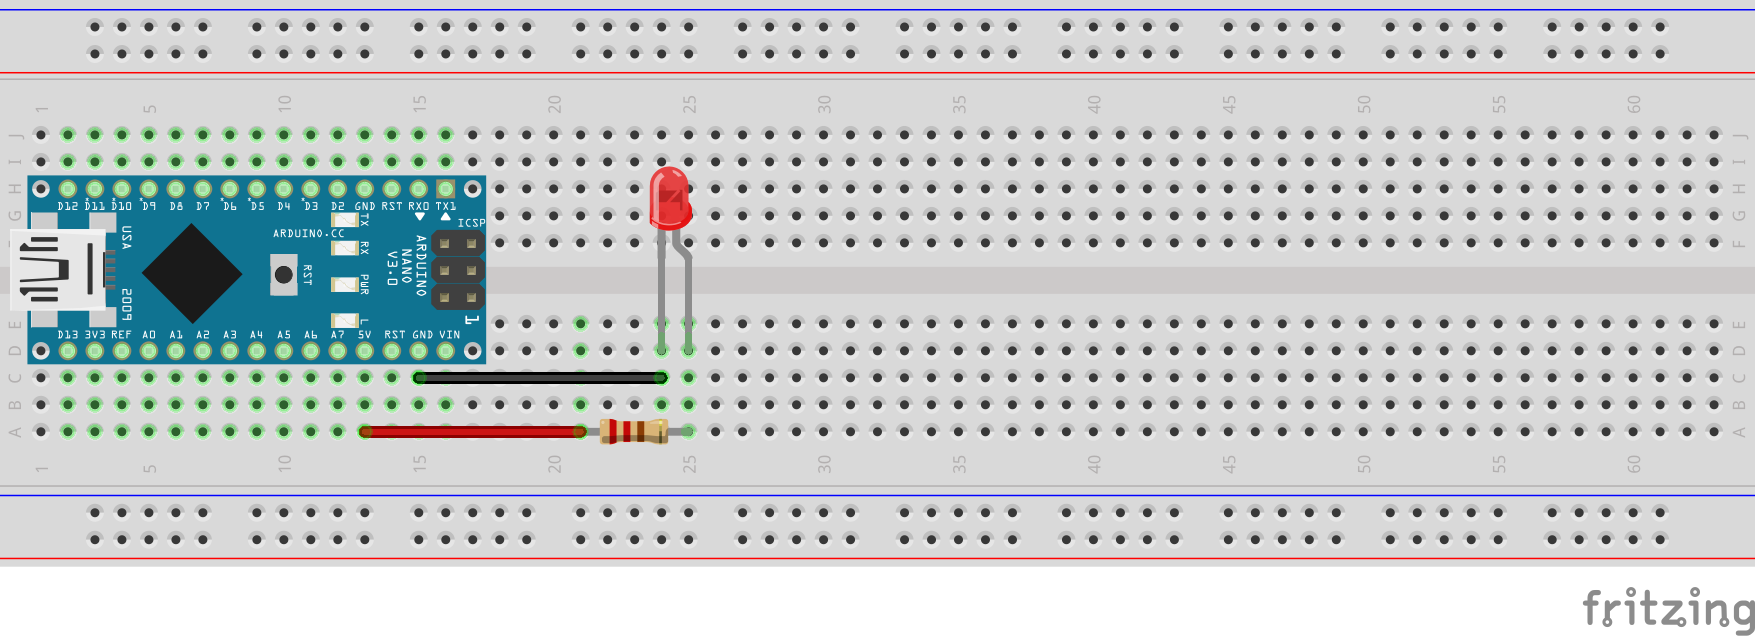 1 5 10 15 20 25 30 35 40 45 50 55 60
J J
I I
H H
D12 D11 D10 D9 D8 D7 D6 D5 D4 D3 D2 GND RST RX0 TX1
G G
TX
ICSP
F F
USA
ARDUINO.CC
RX
ARDUINO
NANO
V3.0
RST
PWR
2009
L
1
E E
D13 3V3 REF A0 A1 A2 A3 A4 A5 A6 A7 5V RST GND VIN
D D
C C
B B
A A
1 5 10 15 20 25 30 35 40 45 50 55 60
fritzing